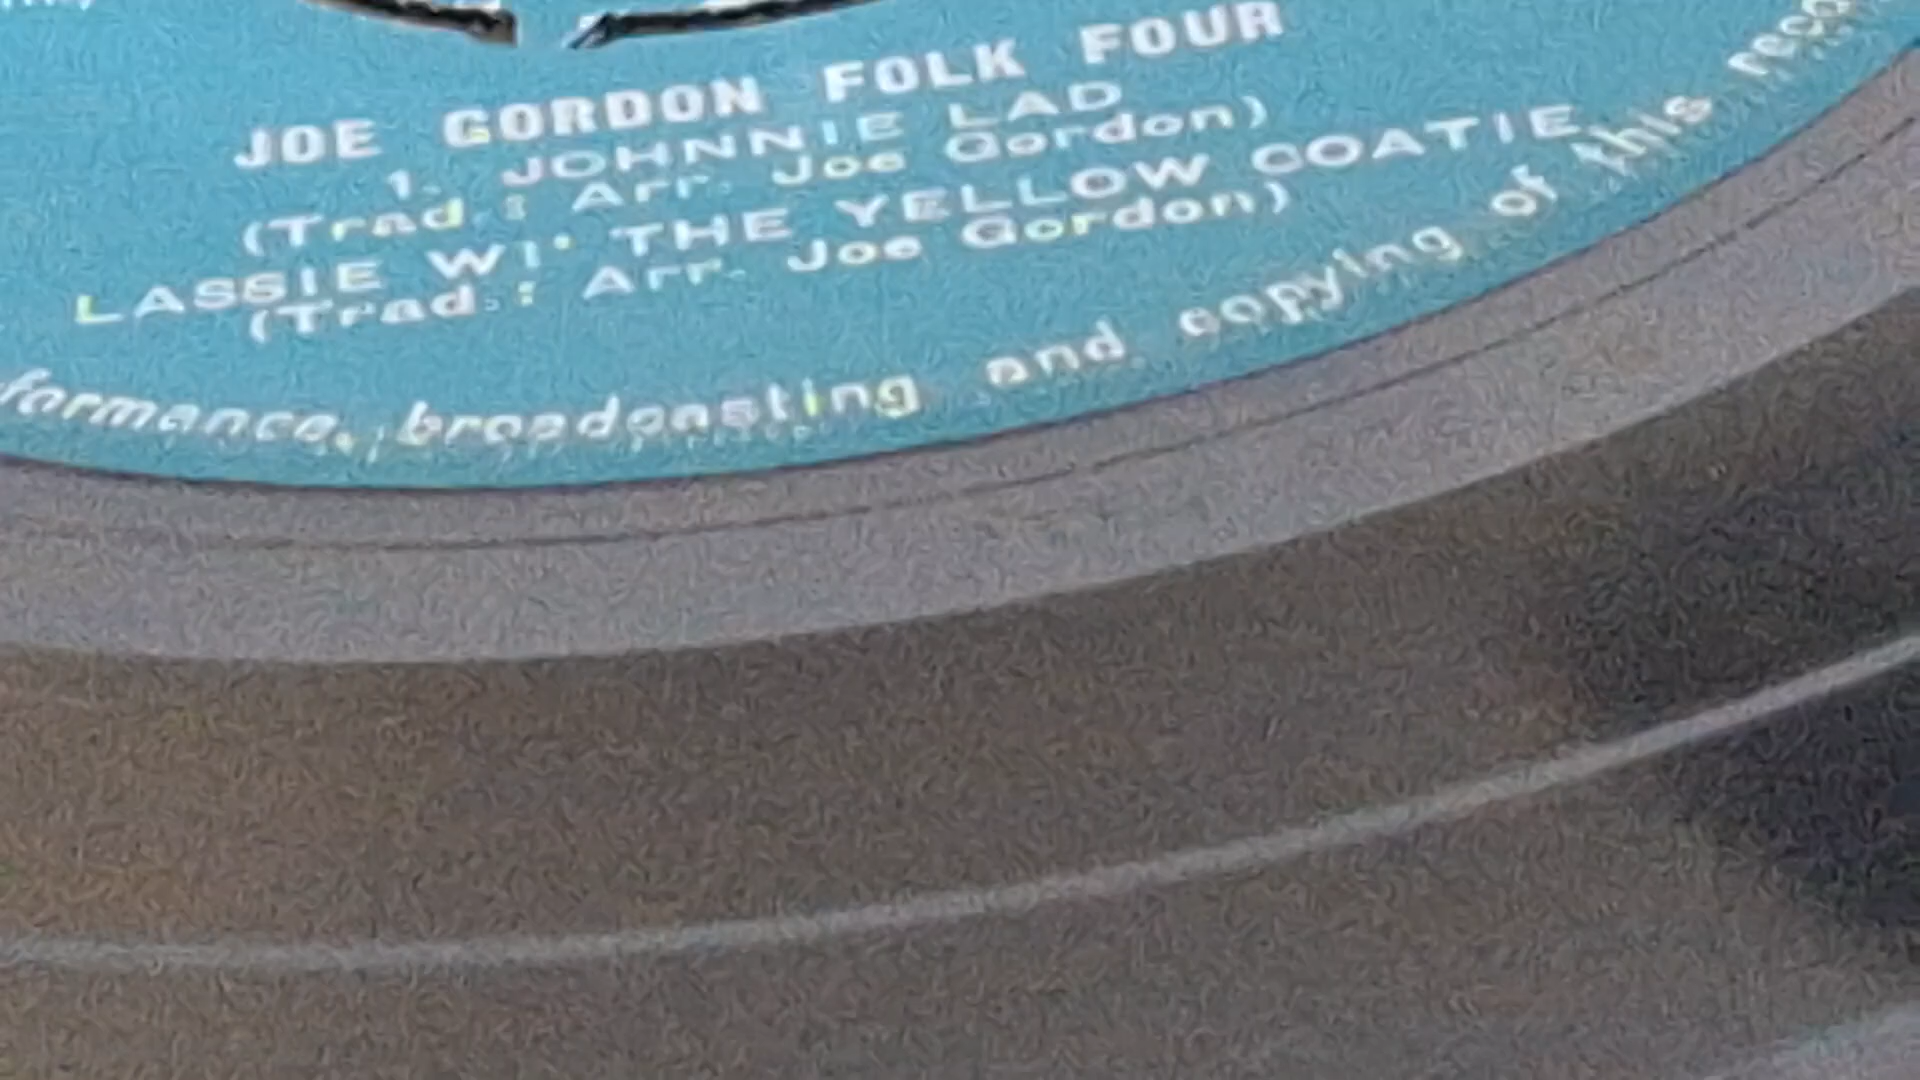 JOE GORDON FOLK FOUR
1. JOHNNIE LAD
(Trad : Arr. Joe Gordon)
LASSIE WI' THE YELLOW COATIE
(Trad. : Arr. Joe Gordon)
formance, broadcasting and copying of this reco